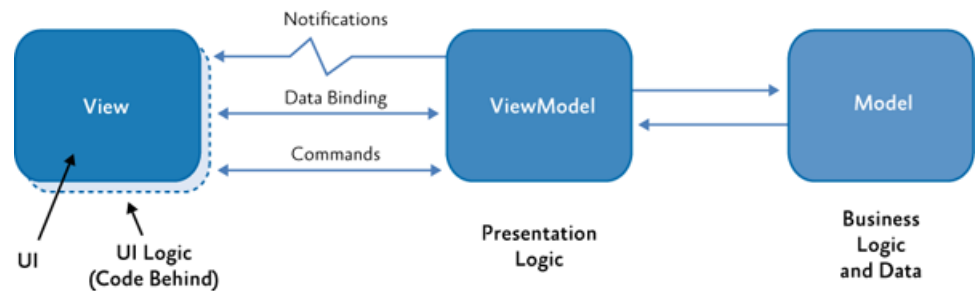 Notifications
View
Data Binding
ViewModel
Model
Commands
UI
UI Logic
(Code Behind)
Presentation
Logic
Business
Logic
and Data